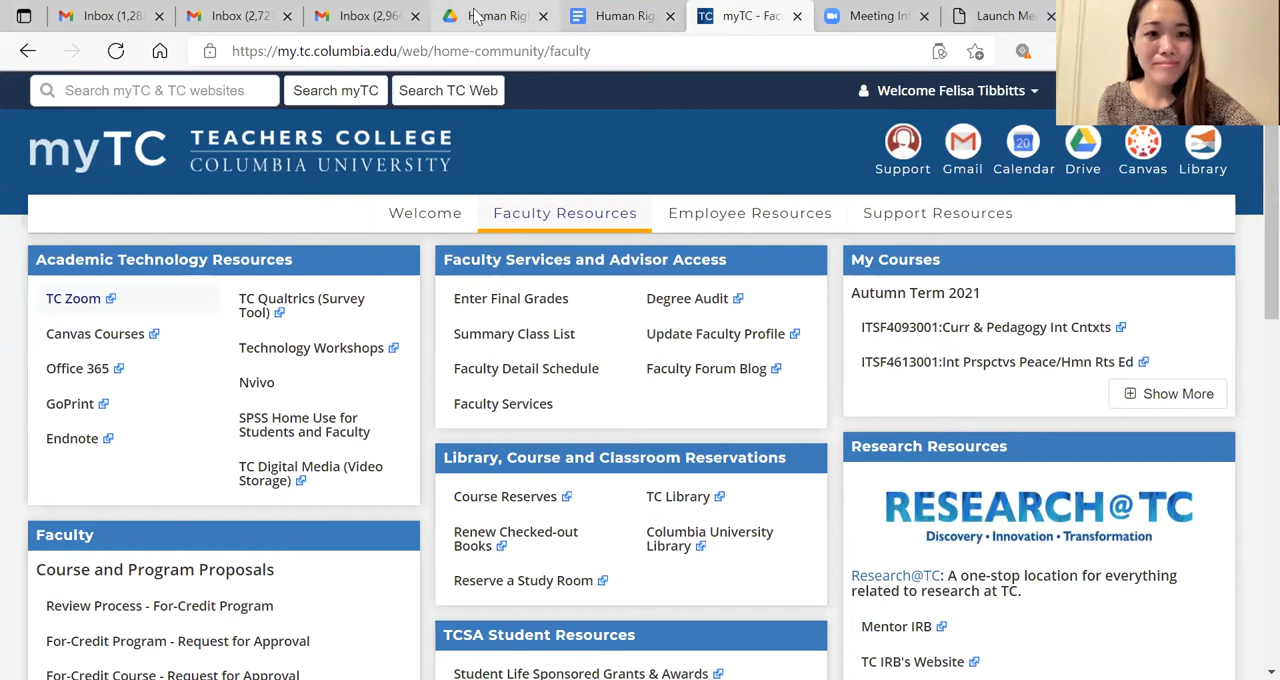 Inbox (1,28
Inbox (2,72
Inbox (2,96
Human Rig
Human Rig
myTC - Fac
Meeting In
Launch Me
https://my.tc.columbia.edu/web/home-community/faculty
Search myTC & TC websites
Search myTC
Search TC Web
Welcome Felisa Tibbitts
myTC
TEACHERS COLLEGE
COLUMBIA UNIVERSITY
20
Support
Gmail
Calendar
Drive
Canvas
Library
Welcome
Faculty Resources
Employee Resources
Support Resources
Academic Technology Resources
TC Zoom
Canvas Courses
Office 365
GoPrint
Endnote
TC Qualtrics (Survey
Tool)
Technology Workshops
Nvivo
SPSS Home Use for
Students and Faculty
TC Digital Media (Video
Storage)
Faculty
Course and Program Proposals
Review Process - For-Credit Program
For-Credit Program - Request for Approval
For-Credit Course - Request for Approval
Faculty Services and Advisor Access
Enter Final Grades
Summary Class List
Faculty Detail Schedule
Faculty Services
Degree Audit
Update Faculty Profile
Faculty Forum Blog
Library, Course and Classroom Reservations
Course Reserves
Renew Checked-out
Books
Reserve a Study Room
TC Library
Columbia University
Library
TCSA Student Resources
Student Life Sponsored Grants & Awards
My Courses
Autumn Term 2021
ITSF4093001:Curr & Pedagogy Int Cntxts
ITSF4613001:Int Prspctvs Peace/Hmn Rts Ed
Show More
Research Resources
RESEARCH@TC
Discovery • Innovation • Transformation
Research@TC: A one-stop location for everything
related to research at TC.
Mentor IRB
TC IRB's Website